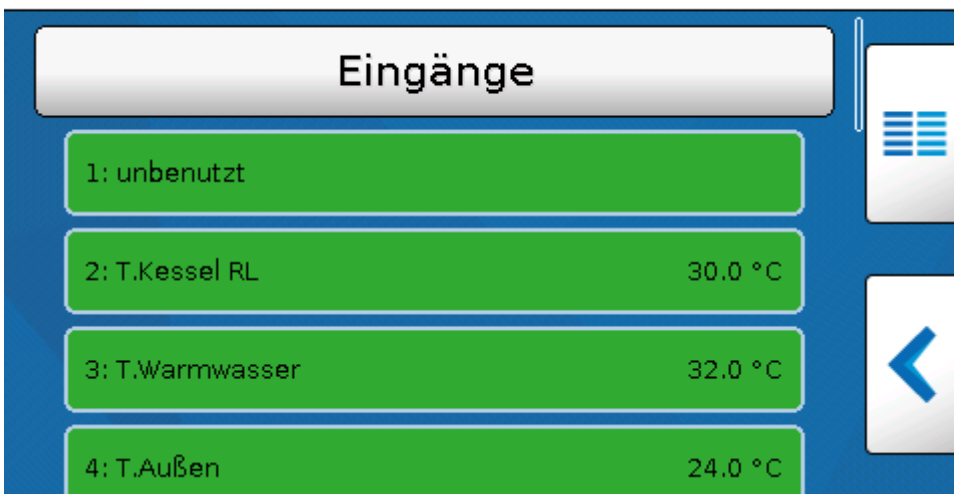 Eingänge
1: unbenutzt
2: T.Kessel RL 30.0 °C
3: T.Warmwasser 32.0 °C
4: T.Außen 24.0 °C